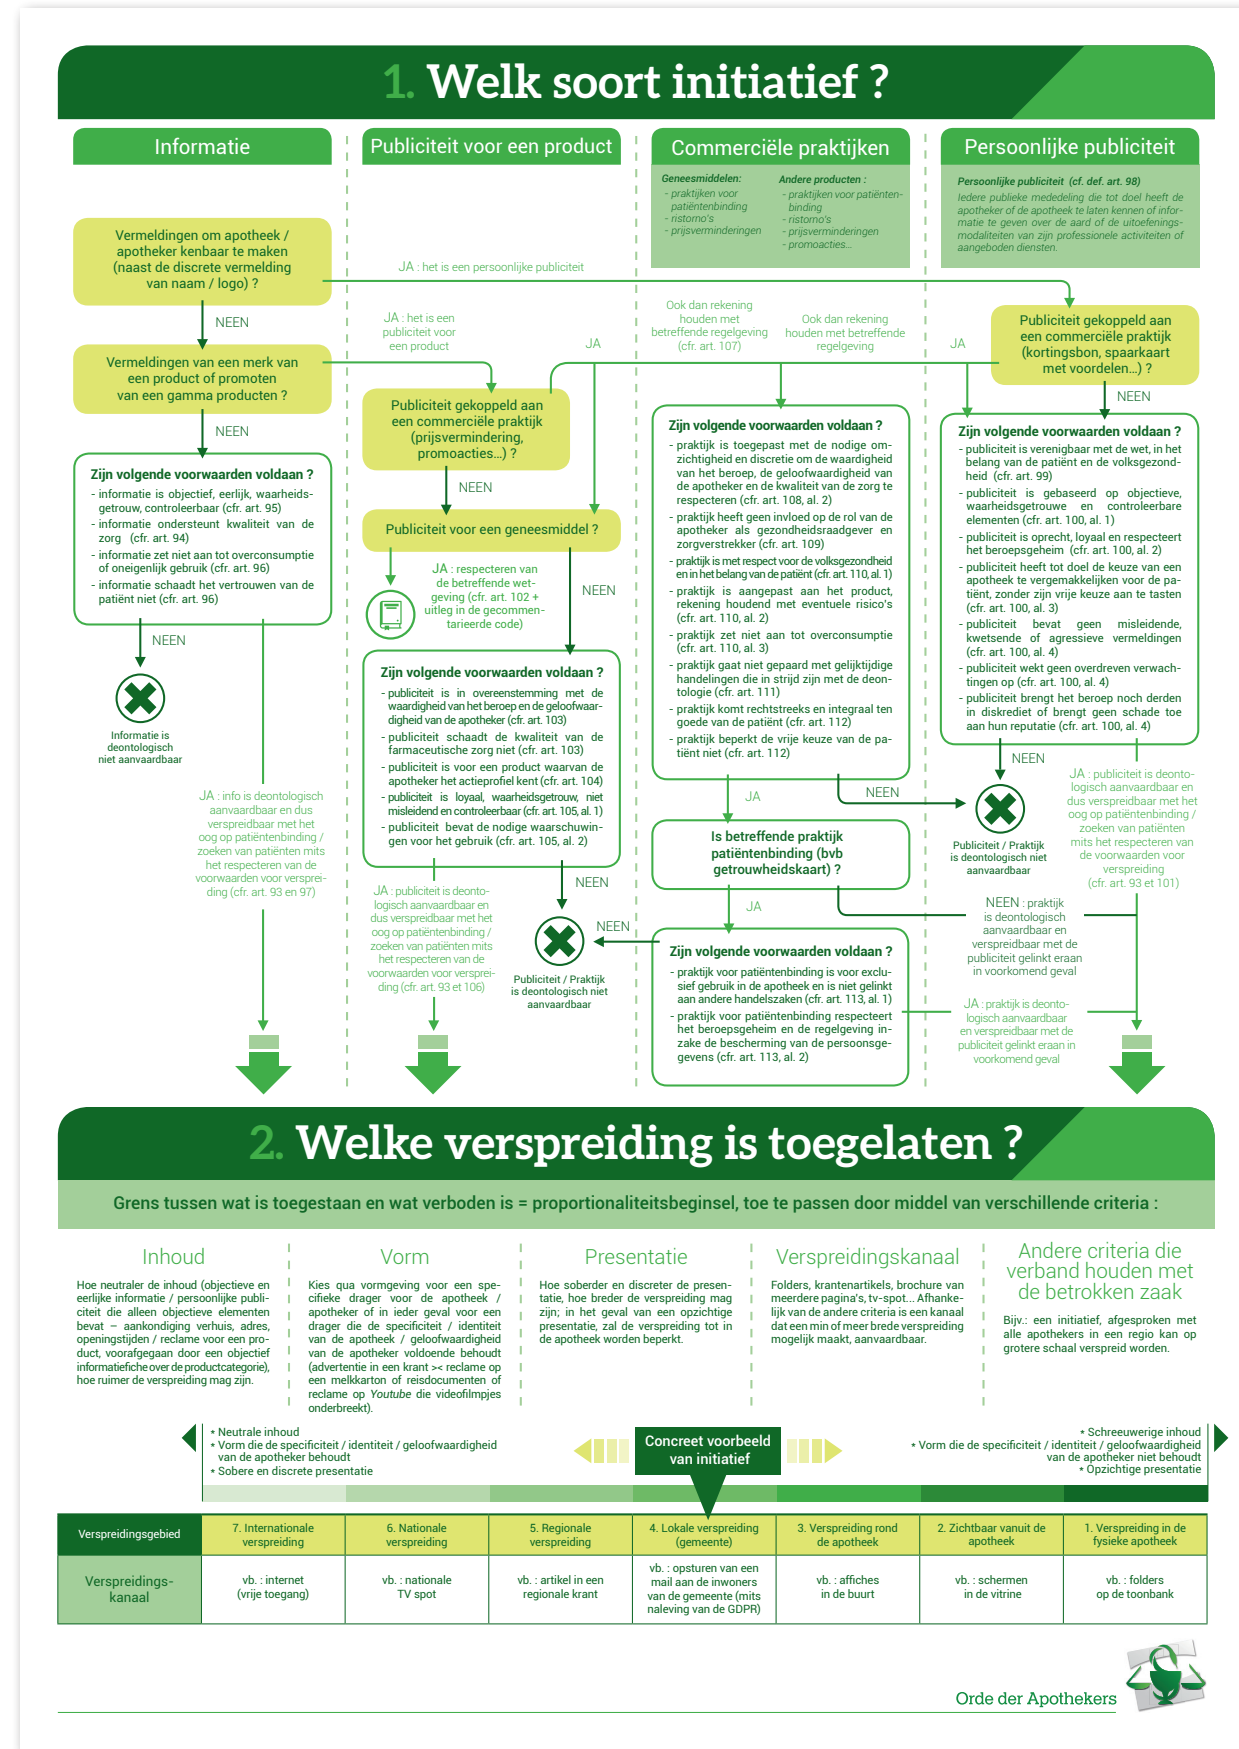 1. Welk soort initiatief ?
Informatie
Vermeldingen om apotheek /
apotheker kenbaar te maken
(naast de discrete vermelding
van naam / logo) ?
NEEN
Vermeldingen van een merk van
een product of promoten
van een gamma producten ?
NEEN
Zijn volgende voorwaarden voldaan ?
- informatie is objectief, eerlijk, waarheids-
getrouw, controleerbaar (cfr. art. 95)
- informatie ondersteunt kwaliteit van de
zorg (cfr. art. 94)
- informatie zet niet aan tot overconsumptie
of oneigenlijk gebruik (cfr. art. 96)
- informatie schaadt het vertrouwen van de
patiënt niet (cfr. art. 96)
NEEN
Informatie is
deontologisch
niet aanvaardbaar
JA : info is deontologisch
aanvaardbaar en dus
verspreidbaar met het
oog op patiëntenbinding /
zoeken van patiënten mits
het respecteren van de
voorwaarden voor versprei-
ding (cfr. art. 93 en 97)
Publiciteit voor een product
JA : het is een persoonlijke publiciteit
JA : het is een
publiciteit voor
een product
JA
Publiciteit gekoppeld aan
een commerciële praktijk
(prijsvermindering,
promoacties...) ?
NEEN
Publiciteit voor een geneesmiddel ?
JA : respecteren van
de betreffende wet-
geving (cfr. art. 102 +
uitleg in de gecommen-
tarieerde code)
NEEN
Zijn volgende voorwaarden voldaan ?
- publiciteit is in overeenstemming met de
waardigheid van het beroep en de geloofwaar-
digheid van de apotheker (cfr. art. 103)
- publiciteit schaadt de kwaliteit van de
farmaceutische zorg niet (cfr. art. 103)
- publiciteit is voor een product waarvan de
apotheker het actieprofiel kent (cfr. art. 104)
- publiciteit is loyaal, waarheidsgetrouw, niet
misleidend en controleerbaar (cfr. art. 105, al. 1)
- publiciteit bevat de nodige waarschuwin-
gen voor het gebruik (cfr. art. 105, al. 2)
NEEN
JA : publiciteit is deonto-
logisch aanvaardbaar en
dus verspreidbaar met het
oog op patiëntenbinding /
zoeken van patiënten mits
het respecteren van de
voorwaarden voor versprei-
ding (cfr. art. 93 et 106)
NEEN
Publiciteit / Praktijk
is deontologisch niet
aanvaardbaar
Commerciële praktijken
Geneesmiddelen:
- praktijken voor
patiëntenbinding
- ristorno's
- prijsverminderingen
Andere producten :
- praktijken voor patiënten-
binding
- ristorno's
- prijsverminderingen
- promoacties...
Ook dan rekening
houden met
betreffende regelgeving
(cfr. art. 107)
Ook dan rekening
houden met betreffende
regelgeving
Zijn volgende voorwaarden voldaan ?
- praktijk is toegepast met de nodige om-
zichtigheid en discretie om de waardigheid
van het beroep, de geloofwaardigheid van
de apotheker en de kwaliteit van de zorg te
respecteren (cfr. art. 108, al. 2)
- praktijk heeft geen invloed op de rol van de
apotheker als gezondheidsraadgever en
zorgverstrekker (cfr. art. 109)
- praktijk is met respect voor de volksgezondheid
en in het belang van de patiënt (cfr. art. 110, al. 1)
- praktijk is aangepast aan het product,
rekening houdend met eventuele risico's
(cfr. art. 110, al. 2)
- praktijk zet niet aan tot overconsumptie
(cfr. art. 110, al. 3)
- praktijk gaat niet gepaard met gelijktijdige
handelingen die in strijd zijn met de deon-
tologie (cfr. art. 111)
- praktijk komt rechtstreeks en integraal ten
goede van de patiënt (cfr. art. 112)
- praktijk beperkt de vrije keuze van de pa-
tiënt niet (cfr. art. 112)
JA
NEEN
Is betreffende praktijk
patiëntenbinding (bvb
getrouwheidskaart) ?
JA
Zijn volgende voorwaarden voldaan ?
- praktijk voor patiëntenbinding is voor exclu-
sief gebruik in de apotheek en is niet gelinkt
aan andere handelszaken (cfr. art. 113, al. 1)
- praktijk voor patiëntenbinding respecteert
het beroepsgeheim en de regelgeving in-
zake de bescherming van de persoonsge-
gevens (cfr. art. 113, al. 2)
Persoonlijke publiciteit
Persoonlijke publiciteit (cf. def. art. 98)
Iedere publieke mededeling die tot doel heeft de
apotheker of de apotheek te laten kennen of infor-
matie te geven over de aard of de uitoefenings-
modaliteiten van zijn professionele activiteiten of
aangeboden diensten.
JA
Publiciteit gekoppeld aan
een commerciële praktijk
(kortingsbon, spaarkaart
met voordelen...) ?
NEEN
Zijn volgende voorwaarden voldaan ?
- publiciteit is verenigbaar met de wet, in het
belang van de patiënt en de volksgezond-
heid (cfr. art. 99)
- publiciteit is gebaseerd op objectieve,
waarheidsgetrouwe en controleerbare
elementen (cfr. art. 100, al. 1)
- publiciteit is oprecht, loyaal en respecteert
het beroepsgeheim (cfr. art. 100, al. 2)
- publiciteit heeft tot doel de keuze van een
apotheek te vergemakkelijken voor de pa-
tiënt, zonder zijn vrije keuze aan te tasten
(cfr. art. 100, al. 3)
- publiciteit bevat geen misleidende,
kwetsende of agressieve vermeldingen
(cfr. art. 100, al. 4)
- publiciteit wekt geen overdreven verwach-
tingen op (cfr. art. 100, al. 4)
- publiciteit brengt het beroep noch derden
in diskrediet of brengt geen schade toe
aan hun reputatie (cfr. art. 100, al. 4)
NEEN
Publiciteit / Praktijk
is deontologisch niet
aanvaardbaar
JA : publiciteit is deonto-
logisch aanvaardbaar en
dus verspreidbaar met het
oog op patiëntenbinding /
zoeken van patiënten
mits het respecteren van
de voorwaarden voor
verspreiding
(cfr. art. 93 et 101)
NEEN : praktijk
is deontologisch
aanvaardbaar en
verspreidbaar met de
publiciteit gelinkt eraan
in voorkomend geval
JA : praktijk is deonto-
logisch aanvaardbaar
en verspreidbaar met de
publiciteit gelinkt eraan in
voorkomend geval
2. Welke verspreiding is toegelaten ?
Grens tussen wat is toegestaan en wat verboden is = proportionaliteitsbeginsel, toe te passen door middel van verschillende criteria :
Inhoud
Hoe neutraler de inhoud (objectieve en
eerlijke informatie / persoonlijke publi-
citeit die alleen objectieve elementen
bevat – aankondiging verhuis, adres,
openingstijden / reclame voor een pro-
duct, voorafgegaan door een objectief
informatiefiche over de productcategorie),
hoe ruimer de verspreiding mag zijn.
Vorm
Kies qua vormgeving voor een spe-
cifieke drager voor de apotheek /
apotheker of in ieder geval voor een
drager die de specificiteit / identiteit
van de apotheek / geloofwaardigheid
van de apotheker voldoende behoudt
(advertentie in een krant >< reclame op
een melkkarton of reisdocumenten of
reclame op Youtube die videofilmpjes
onderbreekt).
Presentatie
Hoe soberder en discreter de presen-
tatie, hoe breder de verspreiding mag
zijn; in het geval van een opzichtige
presentatie, zal de verspreiding tot in
de apotheek worden beperkt.
Verspreidingskanaal
Folders, krantenartikels, brochure van
meerdere pagina's, tv-spot... Afhanke-
lijk van de andere criteria is een kanaal
dat een min of meer brede verspreiding
mogelijk maakt, aanvaardbaar.
Andere criteria die
verband houden met
de betrokken zaak
Bijv.: een initiatief, afgesproken met
alle apothekers in een regio kan op
grotere schaal verspreid worden.
* Neutrale inhoud
* Vorm die de specificiteit / identiteit / geloofwaardigheid
van de apotheker behoudt
* Sobere en discrete presentatie
Concreet voorbeeld
van initiatief
* Schreeuwerige inhoud
* Vorm die de specificiteit / identiteit / geloofwaardigheid
van de apotheker niet behoudt
* Opzichtige presentatie
Verspreidingsgebied
7. Internationale
verspreiding
6. Nationale
verspreiding
5. Regionale
verspreiding
4. Lokale verspreiding
(gemeente)
3. Verspreiding rond
de apotheek
2. Zichtbaar vanuit de
apotheek
1. Verspreiding in de
fysieke apotheek
Verspreidings-
kanaal
vb. : internet
(vrije toegang)
vb. : nationale
TV spot
vb. : artikel in een
regionale krant
vb. : opsturen van een
mail aan de inwoners
van de gemeente (mits
naleving van de GDPR)
vb. : affiches
in de buurt
vb. : schermen
in de vitrine
vb. : folders
op de toonbank
Orde der Apothekers